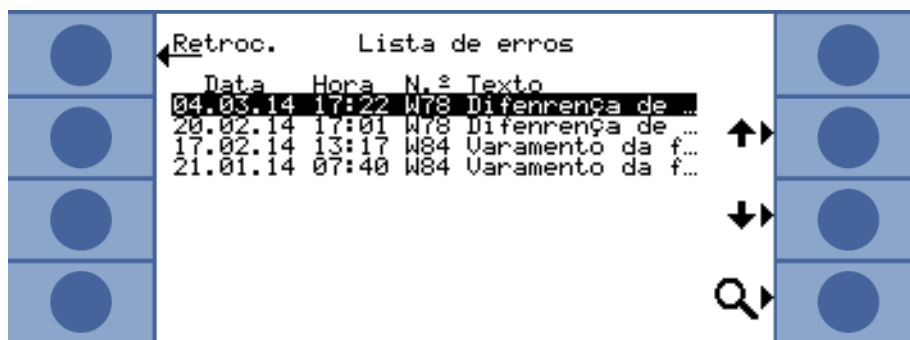 Retroc. Lista de erros
Data Hora N.º Texto
04.03.14 17:22 W78 Difenrença de …
20.02.14 17:01 W78 Difenrença de …
17.02.14 13:17 W84 Varamento da f…
21.01.14 07:40 W84 Varamento da f…